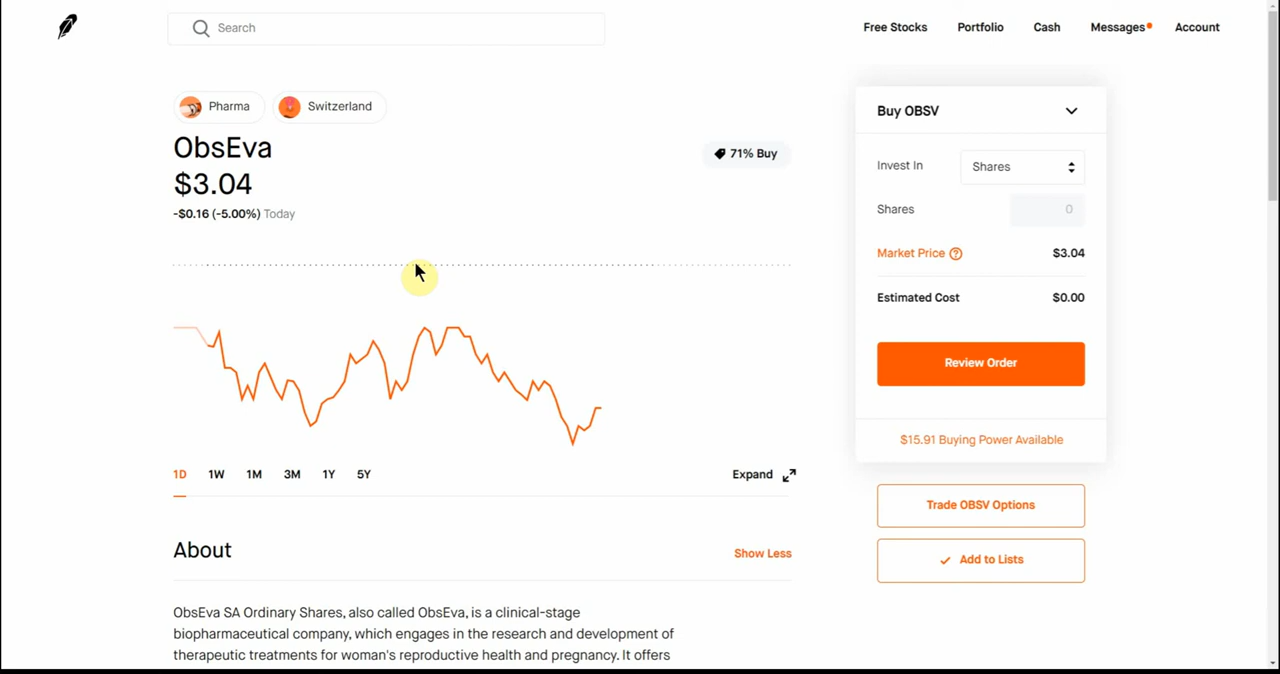 Search
Free Stocks Portfolio Cash Messages Account
Pharma Switzerland
ObsEva
$3.04
-$0.16 (-5.00%) Today
71% Buy
1D 1W 1M 3M 1Y 5Y Expand
About Show Less
ObsEva SA Ordinary Shares, also called ObsEva, is a clinical-stage
biopharmaceutical company, which engages in the research and development of
therapeutic treatments for woman's reproductive health and pregnancy. It offers
Buy OBSV
Invest In Shares
Shares 0
Market Price ? $3.04
Estimated Cost $0.00
Review Order
$15.91 Buying Power Available
Trade OBSV Options
Add to Lists